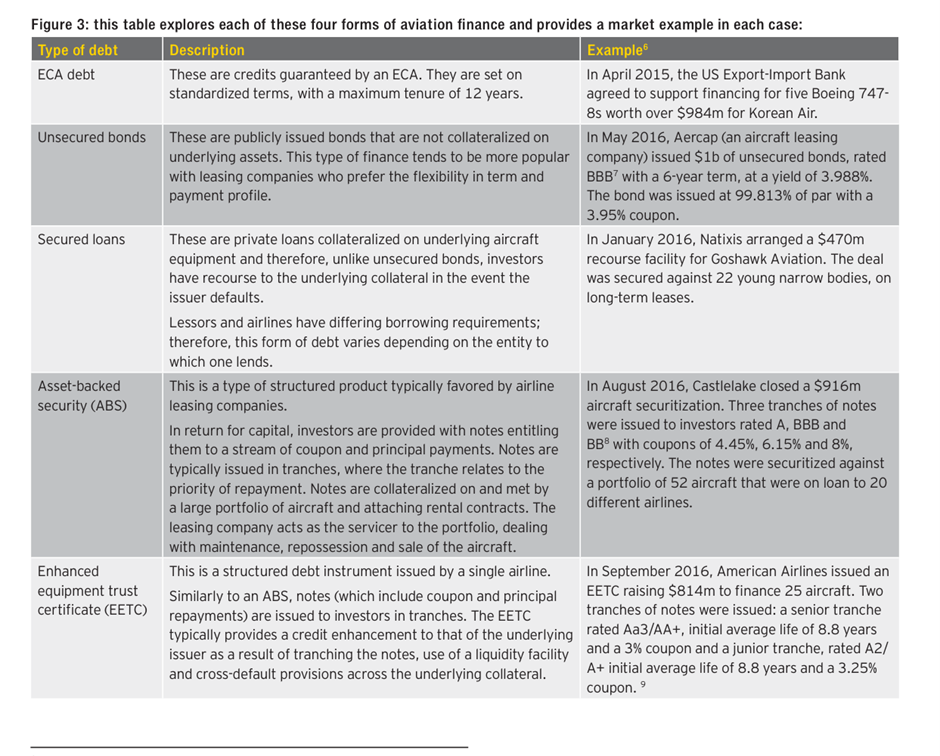 Figure 3: this table explores each of these four forms of aviation finance and provides a market example in each case:
Type of debt
Description
Example⁶
ECA debt
These are credits guaranteed by an ECA. They are set on
standardized terms, with a maximum tenure of 12 years.
In April 2015, the US Export-Import Bank
agreed to support financing for five Boeing 747-
8s worth over $984m for Korean Air.
Unsecured bonds
These are publicly issued bonds that are not collateralized on
underlying assets. This type of finance tends to be more popular
with leasing companies who prefer the flexibility in term and
payment profile.
In May 2016, Aercap (an aircraft leasing
company) issued $1b of unsecured bonds, rated
BBB⁷ with a 6-year term, at a yield of 3.988%.
The bond was issued at 99.813% of par with a
3.95% coupon.
Secured loans
These are private loans collateralized on underlying aircraft
equipment and therefore, unlike unsecured bonds, investors
have recourse to the underlying collateral in the event the
issuer defaults.
Lessors and airlines have differing borrowing requirements;
therefore, this form of debt varies depending on the entity to
which one lends.
In January 2016, Natixis arranged a $470m
recourse facility for Goshawk Aviation. The deal
was secured against 22 young narrow bodies, on
long-term leases.
Asset-backed
security (ABS)
This is a type of structured product typically favored by airline
leasing companies.
In return for capital, investors are provided with notes entitling
them to a stream of coupon and principal payments. Notes are
typically issued in tranches, where the tranche relates to the
priority of repayment. Notes are collateralized on and met by
a large portfolio of aircraft and attaching rental contracts. The
leasing company acts as the servicer to the portfolio, dealing
with maintenance, repossession and sale of the aircraft.
In August 2016, Castlelake closed a $916m
aircraft securitization. Three tranches of notes
were issued to investors rated A, BBB and
BB⁸ with coupons of 4.45%, 6.15% and 8%,
respectively. The notes were securitized against
a portfolio of 52 aircraft that were on loan to 20
different airlines.
Enhanced
equipment trust
certificate (EETC)
This is a structured debt instrument issued by a single airline.
Similarly to an ABS, notes (which include coupon and principal
repayments) are issued to investors in tranches. The EETC
typically provides a credit enhancement to that of the underlying
issuer as a result of tranching the notes, use of a liquidity facility
and cross-default provisions across the underlying collateral.
In September 2016, American Airlines issued an
EETC raising $814m to finance 25 aircraft. Two
tranches of notes were issued: a senior tranche
rated Aa3/AA+, initial average life of 8.8 years
and a 3% coupon and a junior tranche, rated A2/
A+ initial average life of 8.8 years and a 3.25%
coupon. ⁹